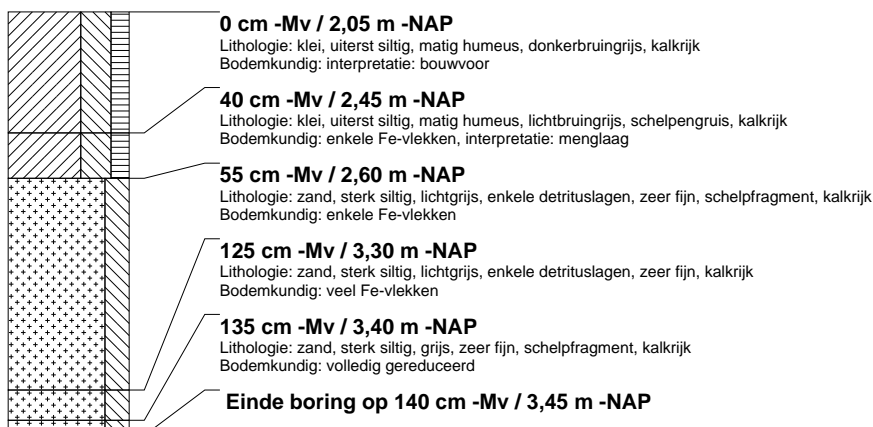 0 cm -Mv / 2,05 m -NAP
Lithologie: klei, uiterst siltig, matig humeus, donkerbruingrijs, kalkrijk
Bodemkundig: interpretatie: bouwvoor
40 cm -Mv / 2,45 m -NAP
Lithologie: klei, uiterst siltig, matig humeus, lichtbruingrijs, schelpengruis, kalkrijk
Bodemkundig: enkele Fe-vlekken, interpretatie: menglaag
55 cm -Mv / 2,60 m -NAP
Lithologie: zand, sterk siltig, lichtgrijs, enkele detrituslagen, zeer fijn, schelpfragment, kalkrijk
Bodemkundig: enkele Fe-vlekken
125 cm -Mv / 3,30 m -NAP
Lithologie: zand, sterk siltig, lichtgrijs, enkele detrituslagen, zeer fijn, kalkrijk
Bodemkundig: veel Fe-vlekken
135 cm -Mv / 3,40 m -NAP
Lithologie: zand, sterk siltig, grijs, zeer fijn, schelpfragment, kalkrijk
Bodemkundig: volledig gereduceerd
Einde boring op 140 cm -Mv / 3,45 m -NAP